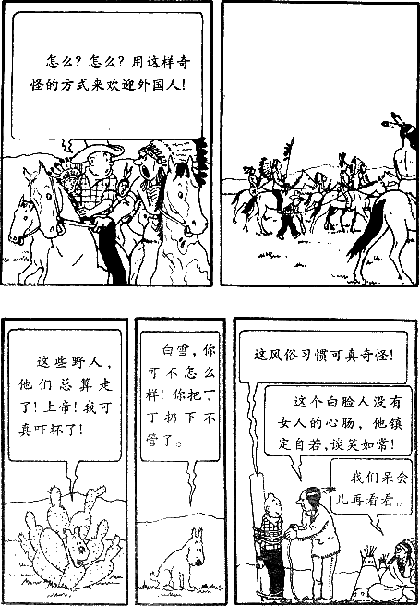 怎么？怎么？用这样奇
怪的方式来欢迎外国人！
这些野人，
他们总算走
了！上帝！我可
真吓坏了！
白雪，你
可不怎么
样！你把丁
丁扔下不
管了。
这风俗习惯可真奇怪！
这个白脸人没有
女人的心肠，他镇
定自若，谈笑如常！
我们呆会
儿再看看。